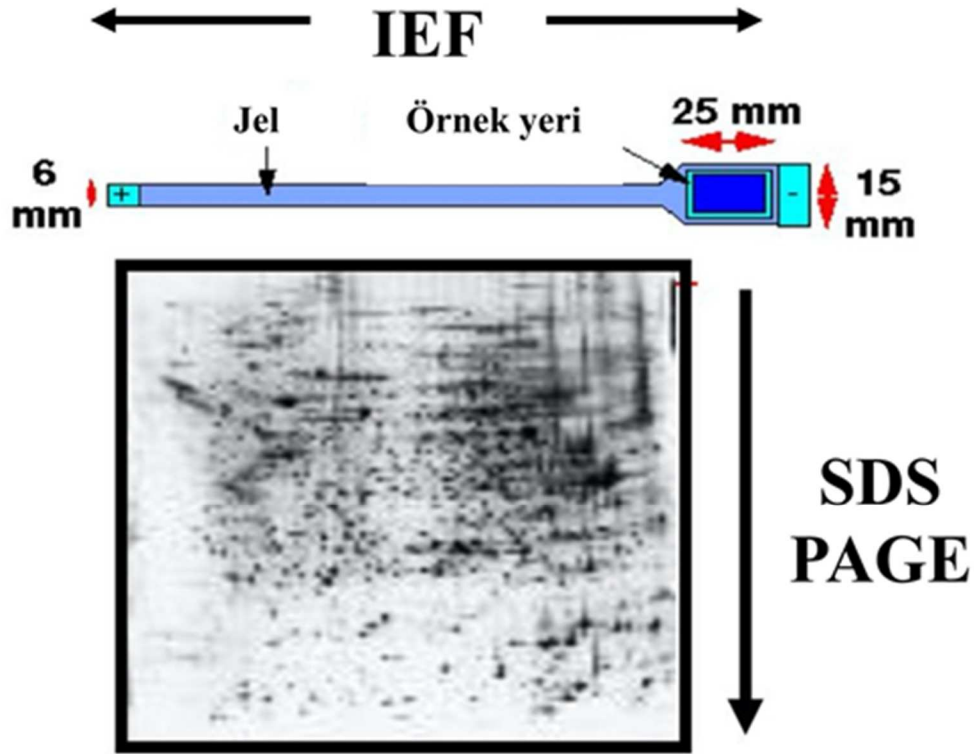 IEF
Jel
Örnek yeri
25 mm
6
mm
+
-
15
mm
SDS
PAGE